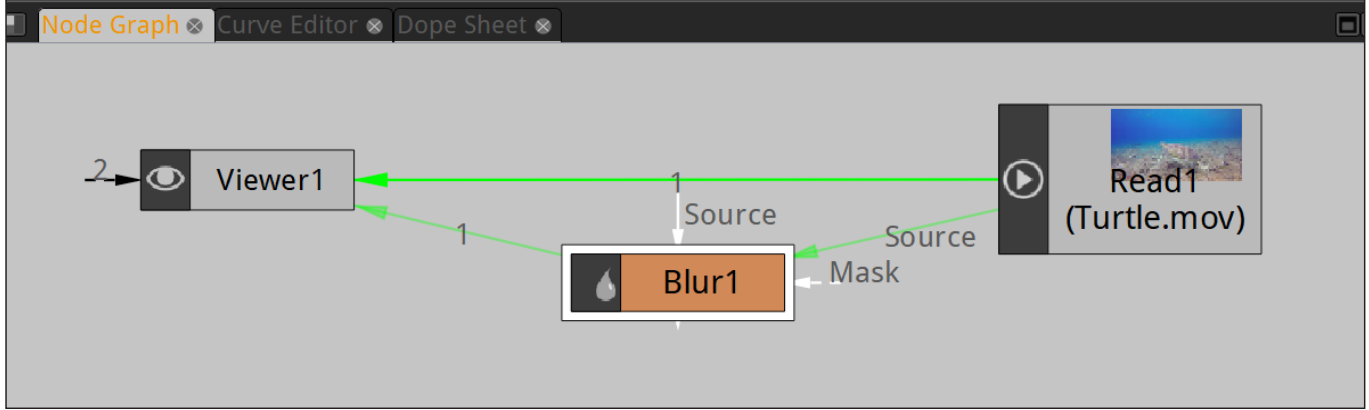 Node Graph Curve Editor Dope Sheet
2
Viewer1
1
Read1
(Turtle.mov)
Source
Source
1
Mask
Blur1